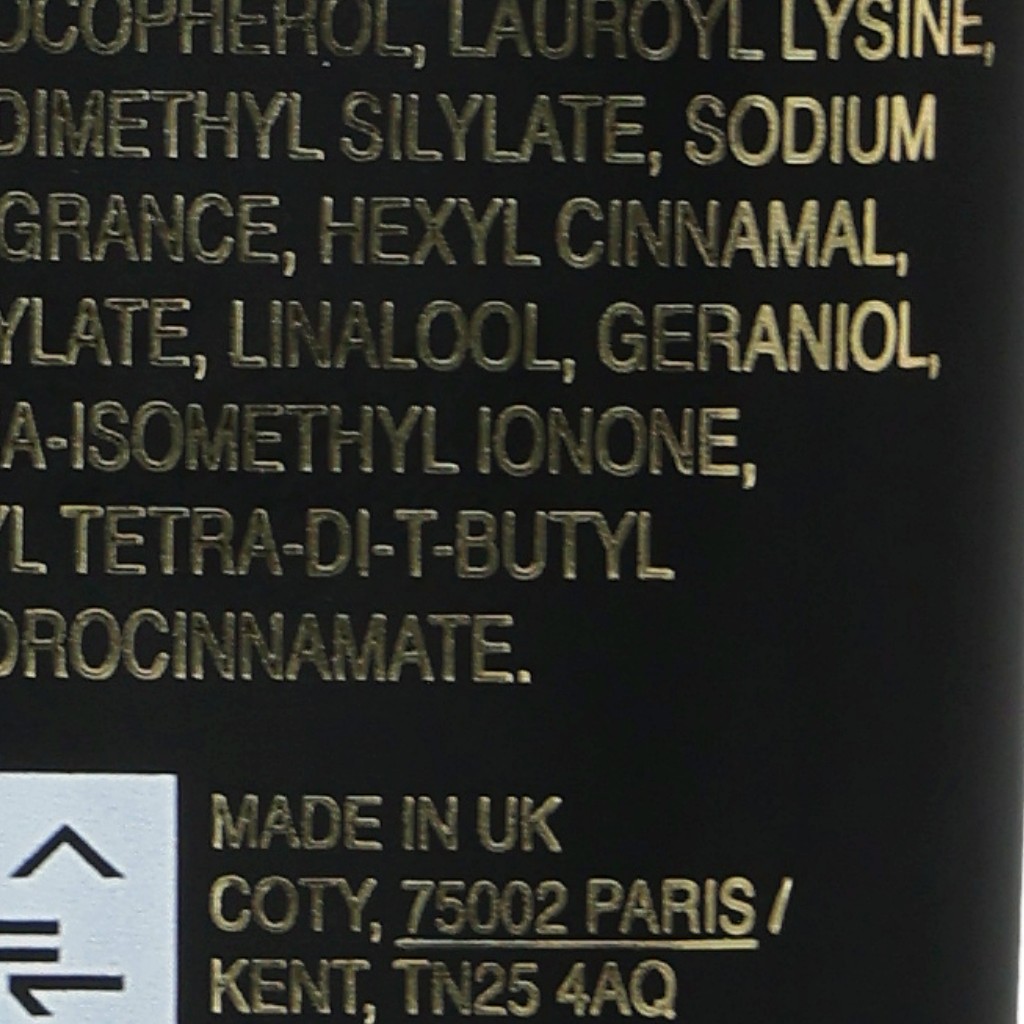 OCOPHEROL, LAUROYL LYSINE,
DIMETHYL SILYLATE, SODIUM
GRANCE, HEXYL CINNAMAL,
YLATE, LINALOOL, GERANIOL,
A-ISOMETHYL IONONE,
YL TETRA-DI-T-BUTYL
DROCINNAMATE.
MADE IN UK
COTY, 75002 PARIS /
KENT, TN25 4AQ